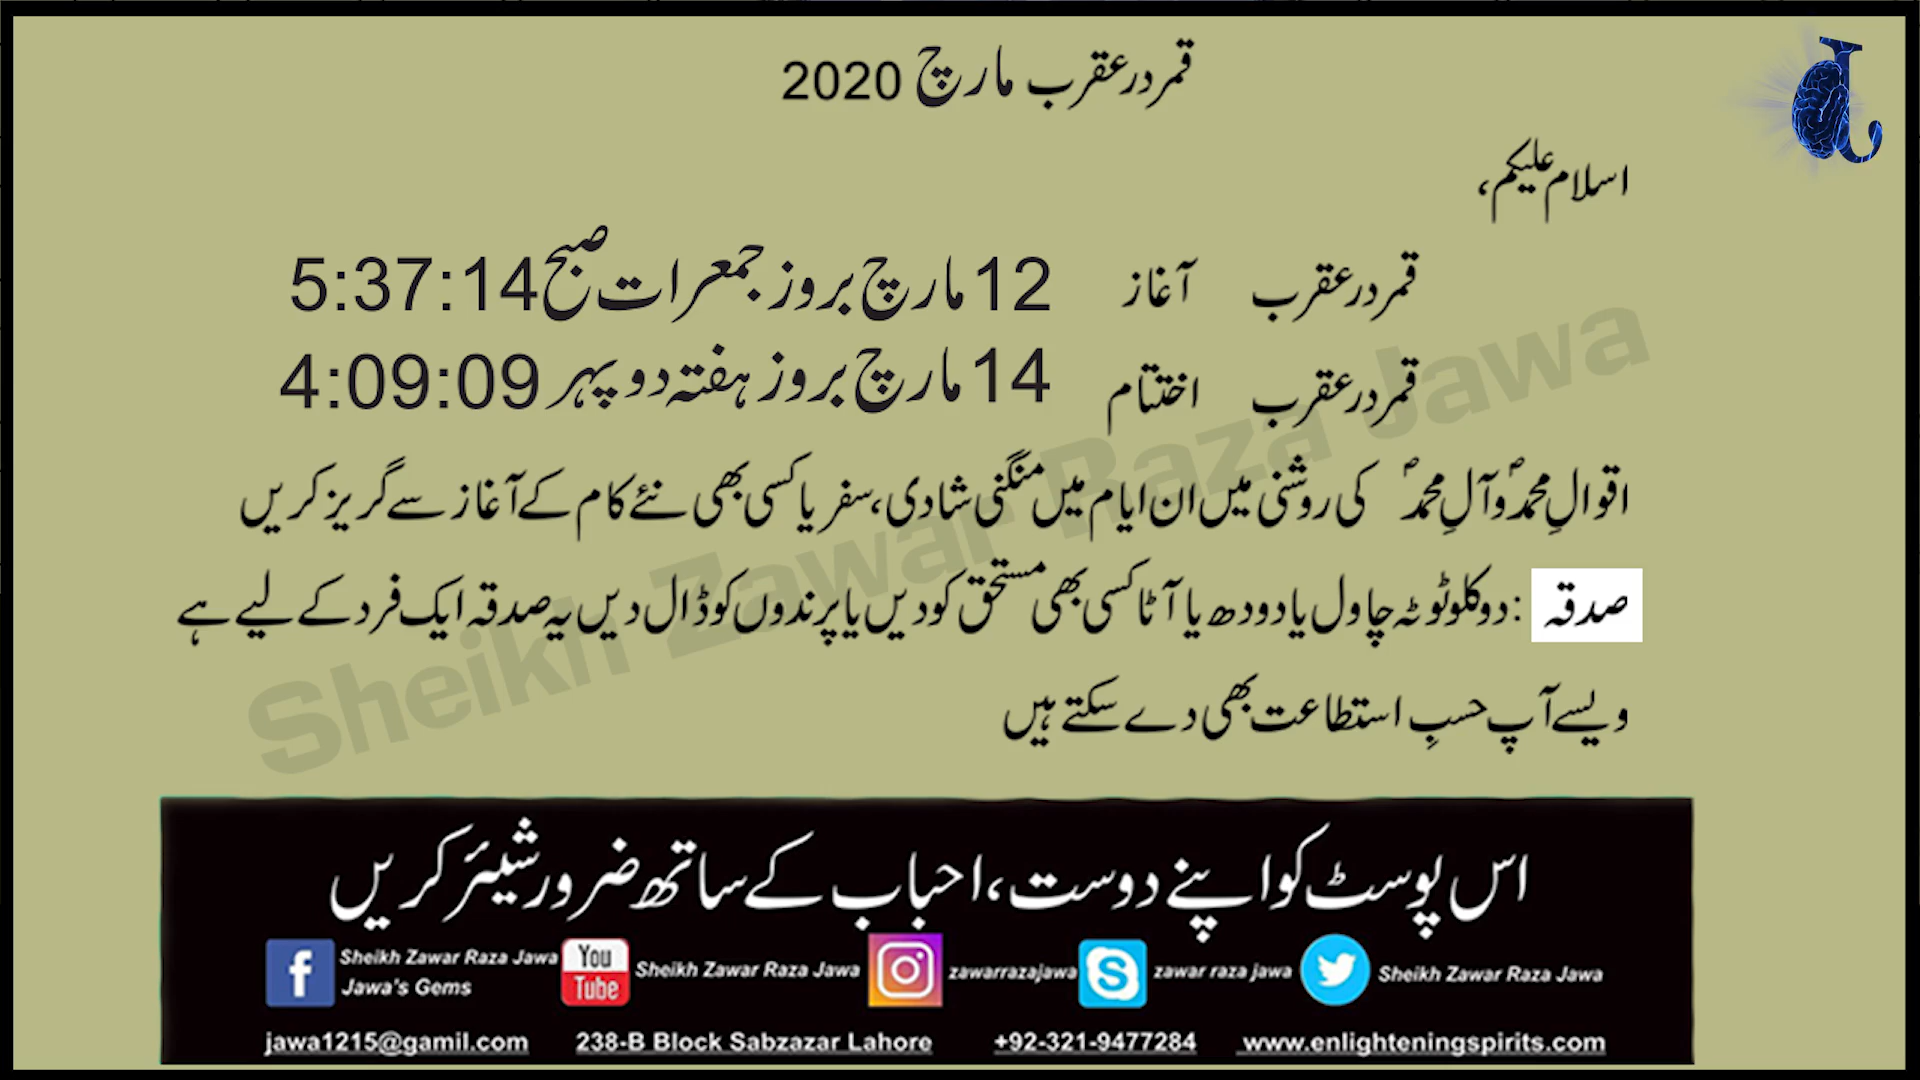 قمر در عقرب مارچ 2020
اسلام علیکم،
قمر در عقرب آغاز 12 مارچ بروز جمعرات صبح 5:37:14
قمر در عقرب اختتام 14 مارچ بروز ہفتہ دوپہر 4:09:09
اقوالِ محمدؐ وآلِ محمدؐ کی روشنی میں ان ایام میں منگنی شادی، سفر یا کسی بھی نئے کام کے آغاز سے گریز کریں
صدقہ : دو کلو ٹوٹہ چاول یا دودھ یا آٹا کسی بھی مستحق کو دیں یا پرندوں کو ڈال دیں یہ صدقہ ایک فرد کے لیے ہے
ویسے آپ حسبِ استطاعت بھی دے سکتے ہیں
Sheikh Zawar Raza Jawa
اس پوسٹ کو اپنے دوست، احباب کے ساتھ ضرور شیئر کریں
f Sheikh Zawar Raza Jawa Jawa's Gems You Tube Sheikh Zawar Raza Jawa zawarrazajawa S zawar raza jawa Sheikh Zawar Raza Jawa
jawa1215@gamil.com 238-B Block Sabzazar Lahore +92-321-9477284 www.enlighteningspirits.com